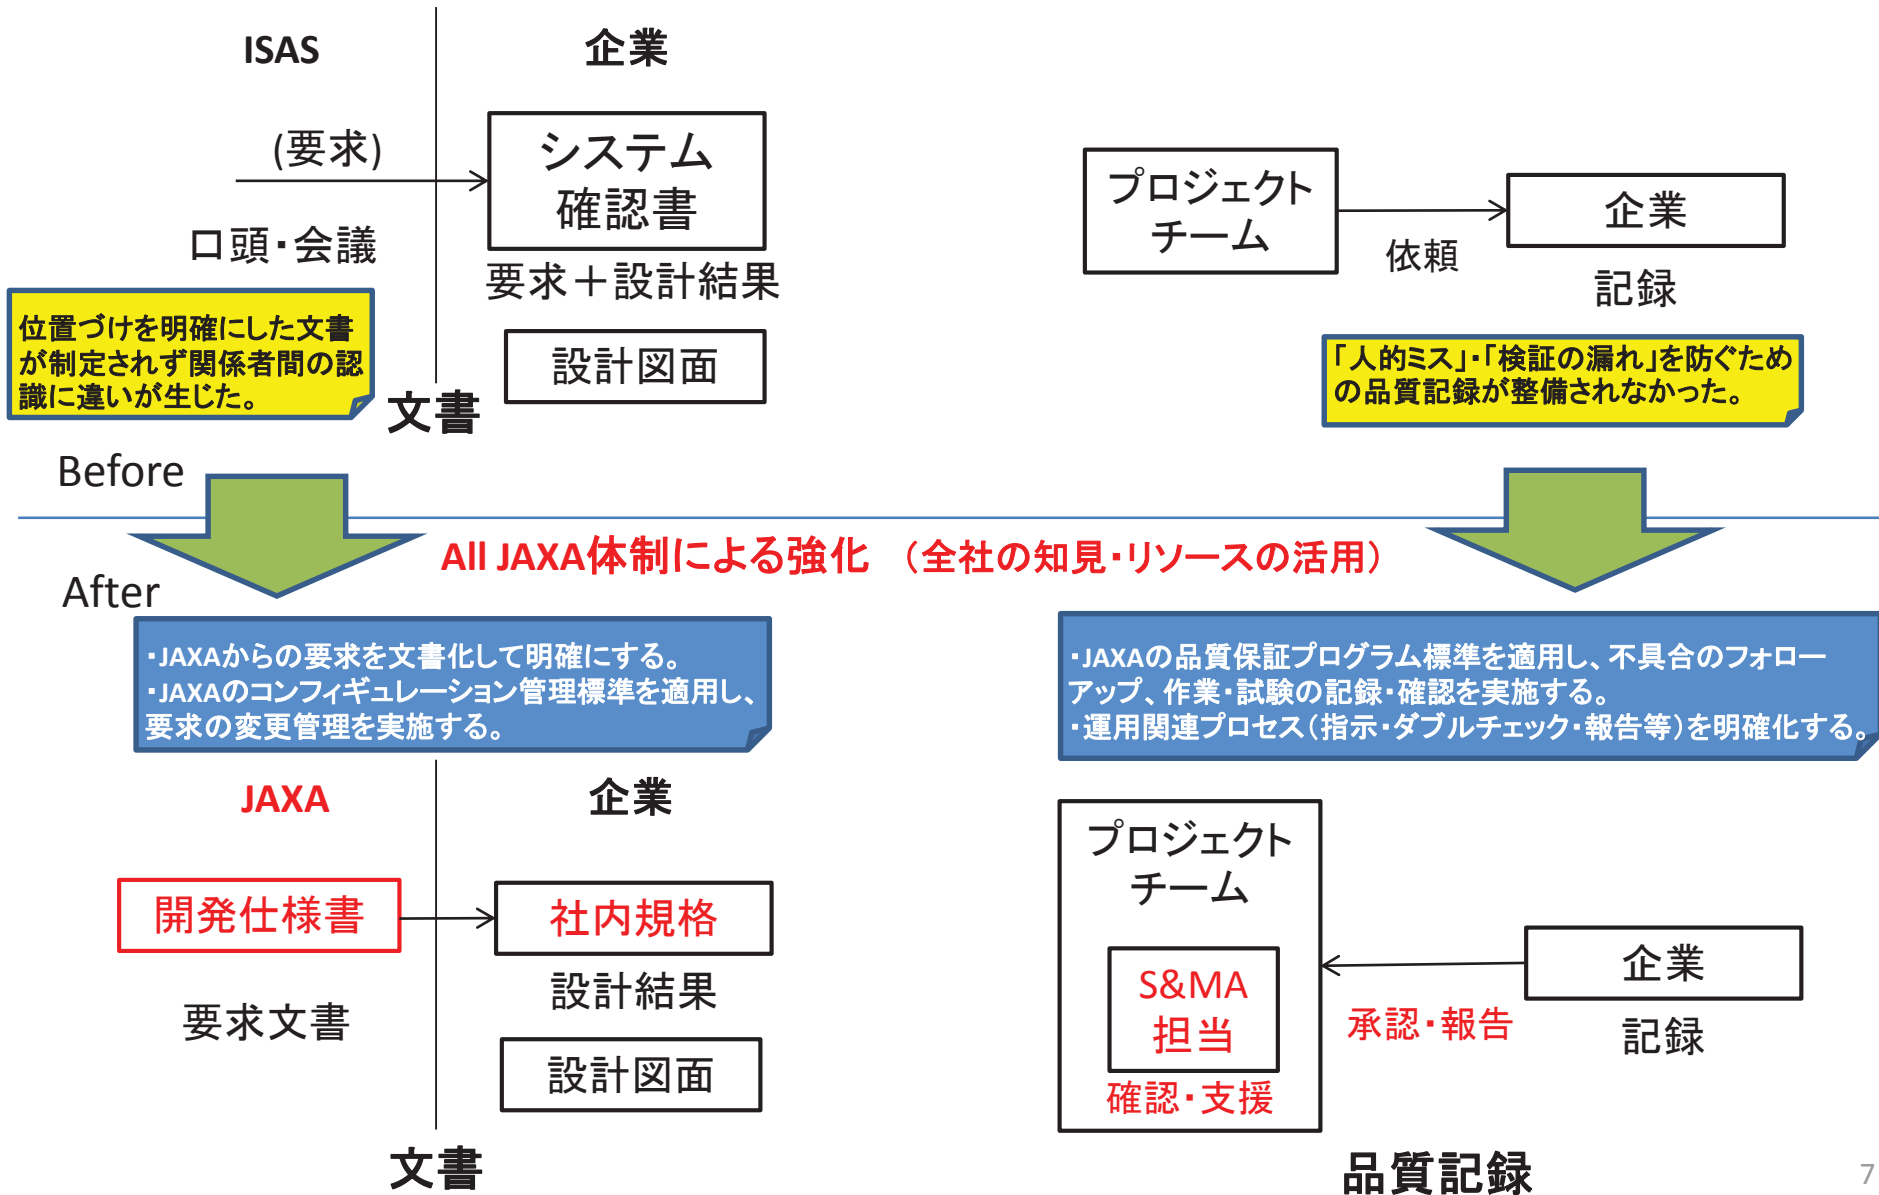 ISAS
企業
(要求)
口頭・会議
システム
確認書
要求＋設計結果
設計図面
位置づけを明確にした文書
が制定されず関係者間の認
識に違いが生じた。
文書
プロジェクト
チーム
依頼
企業
記録
「人的ミス」・「検証の漏れ」を防ぐため
の品質記録が整備されなかった。
Before
All JAXA体制による強化 （全社の知見・リソースの活用）
After
・JAXAからの要求を文書化して明確にする。
・JAXAのコンフィギュレーション管理標準を適用し、
要求の変更管理を実施する。
・JAXAの品質保証プログラム標準を適用し、不具合のフォロー
アップ、作業・試験の記録・確認を実施する。
・運用関連プロセス（指示・ダブルチェック・報告等）を明確化する。
JAXA
企業
開発仕様書
要求文書
社内規格
設計結果
設計図面
文書
プロジェクト
チーム
S&MA
担当
確認・支援
承認・報告
企業
記録
品質記録
7